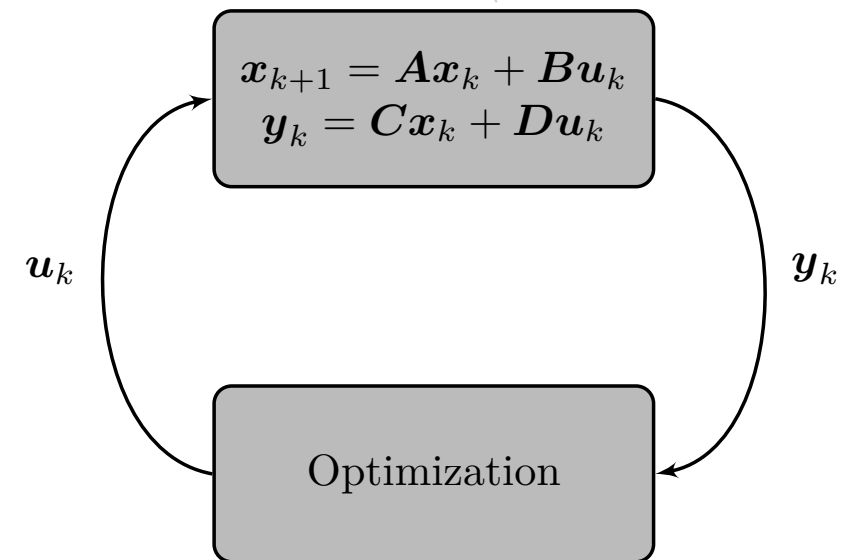 x_{k+1} = Ax_k + Bu_k
y_k = Cx_k + Du_k
u_k
y_k
Optimization